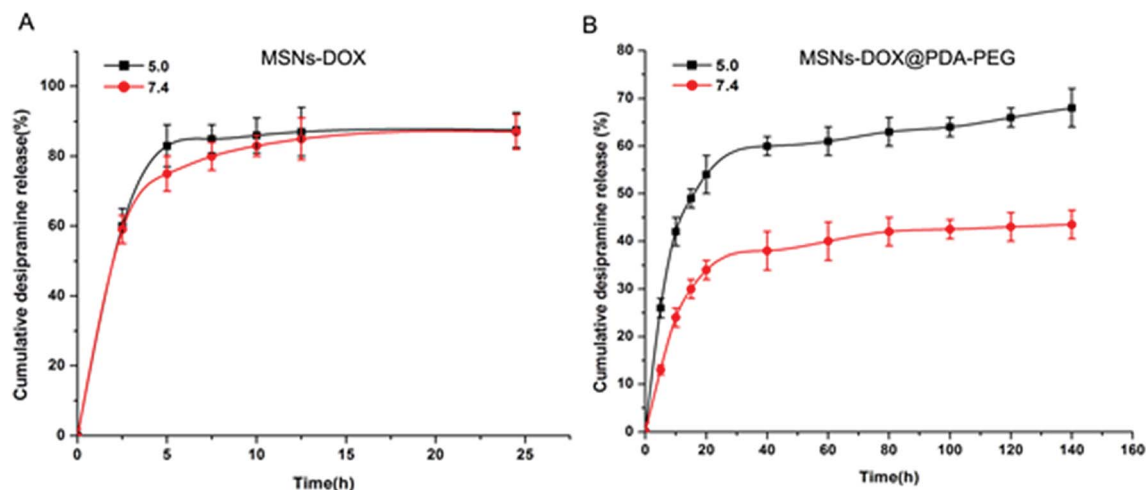 A
MSNs-DOX
5.0
7.4
Cumulative desipramine release(%)
100
80
60
40
20
0
0 5 10 15 20 25
Time(h)
B
MSNs-DOX@PDA-PEG
5.0
7.4
Cumulative desipramine release (%)
80
70
60
50
40
30
20
10
0
0 20 40 60 80 100 120 140 160
Time(h)